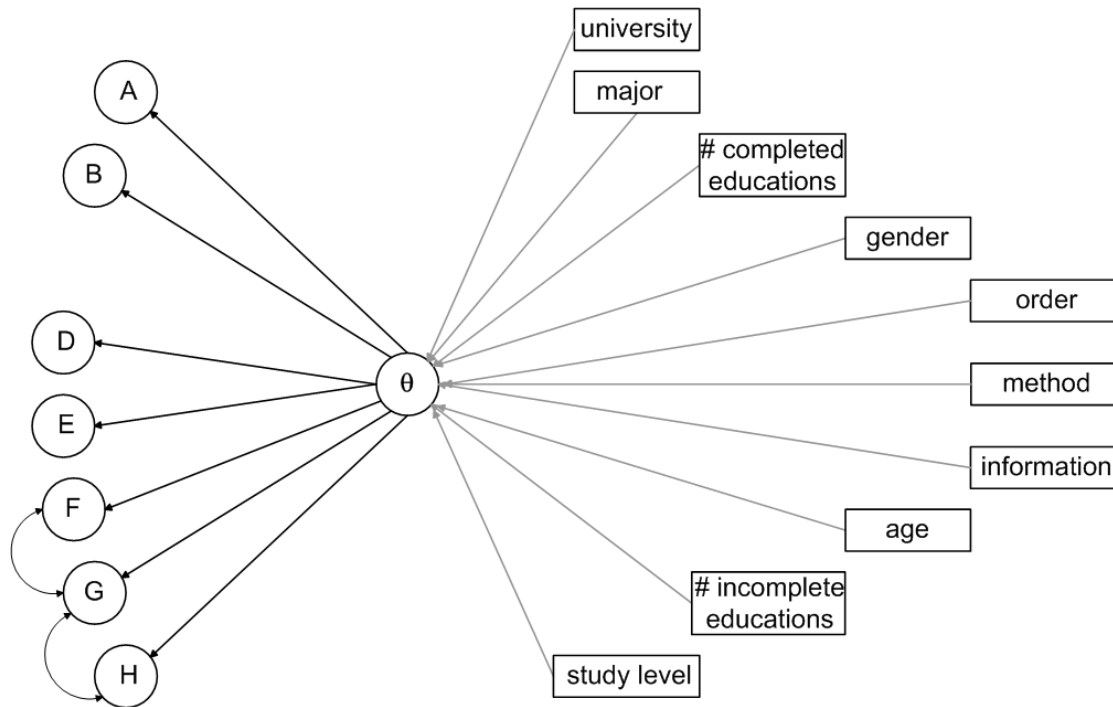 university
A
major
B
# completed
educations
gender
order
D
θ
method
E
information
F
age
G
# incomplete
educations
H
study level